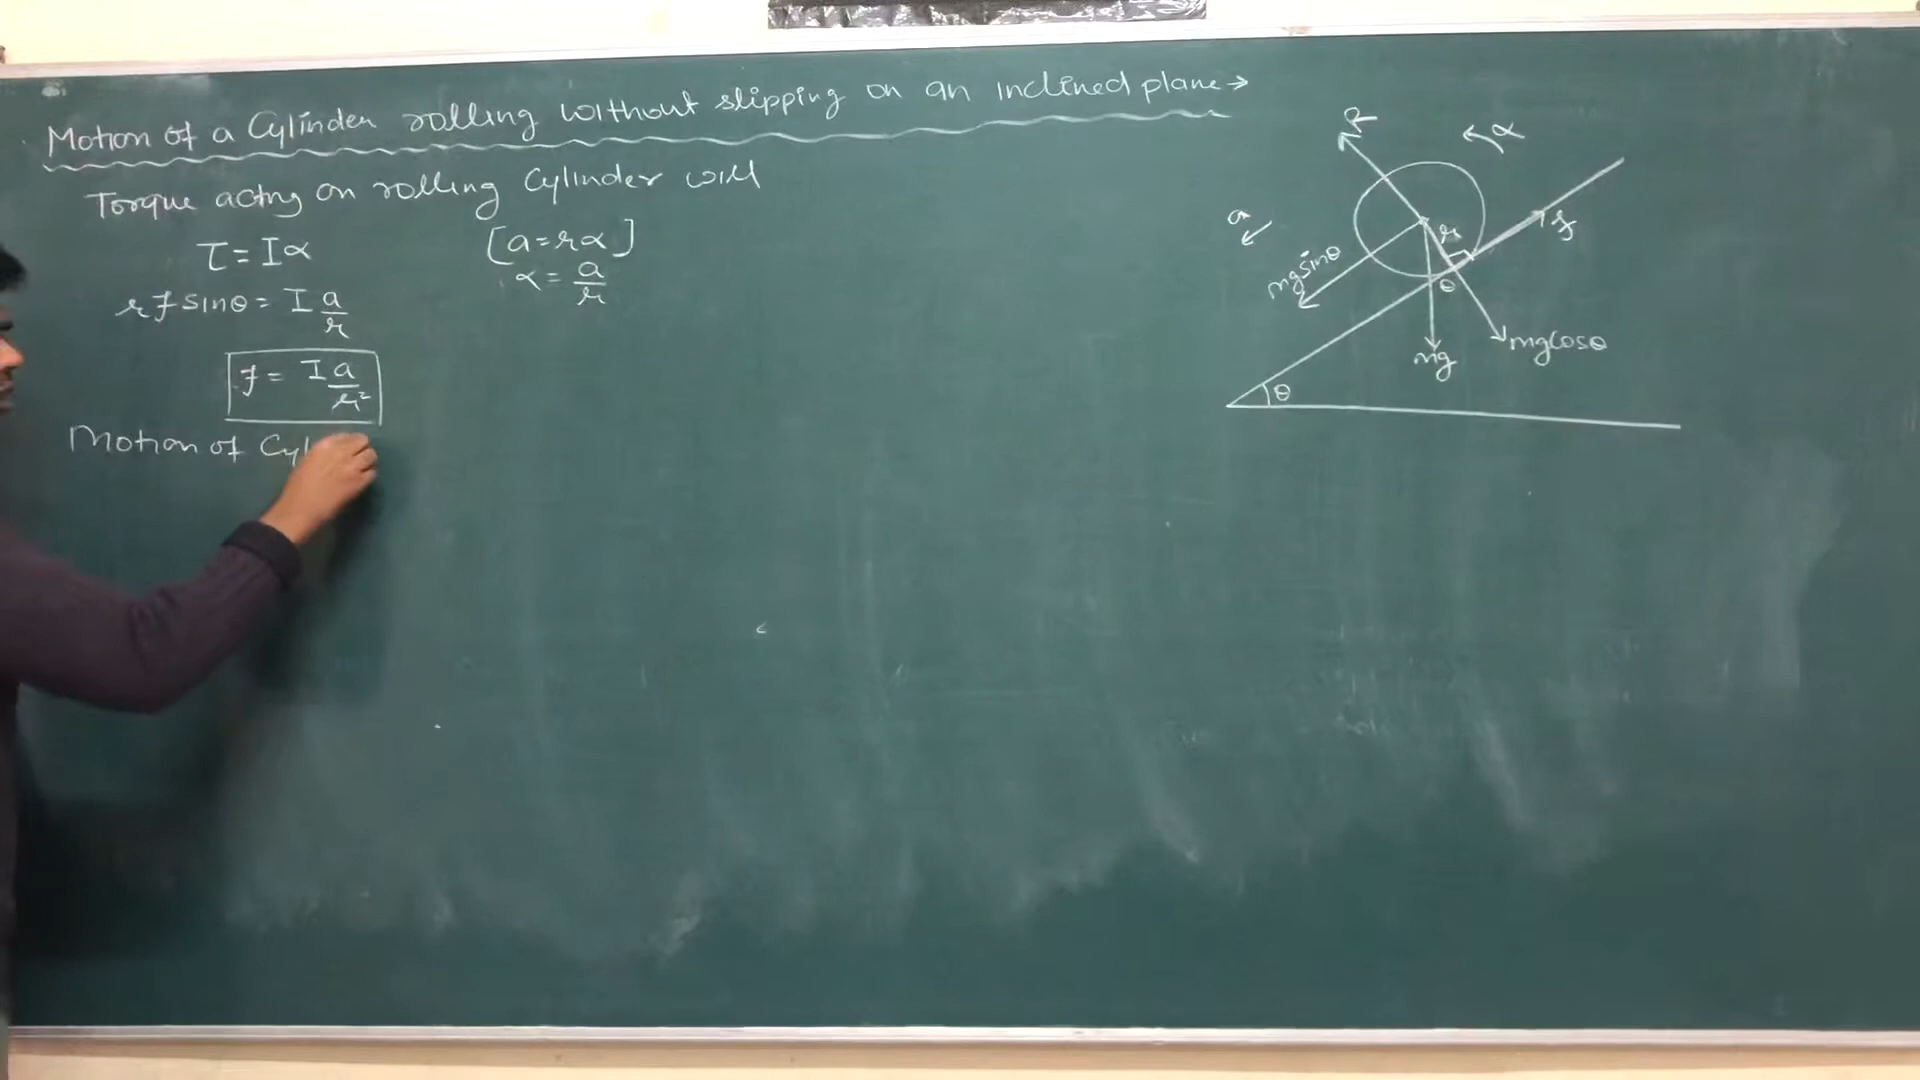 Motion of a Cylinder rolling without slipping on an inclined plane →
Torque acting on rolling Cylinder will
τ = Iα
[a = rα]
α = a/r
r f sinθ = I a/r
f = I a/r²
Motion of Cyl
R
α
a
mg sinθ
r
f
θ
mg
mg cosθ
θ